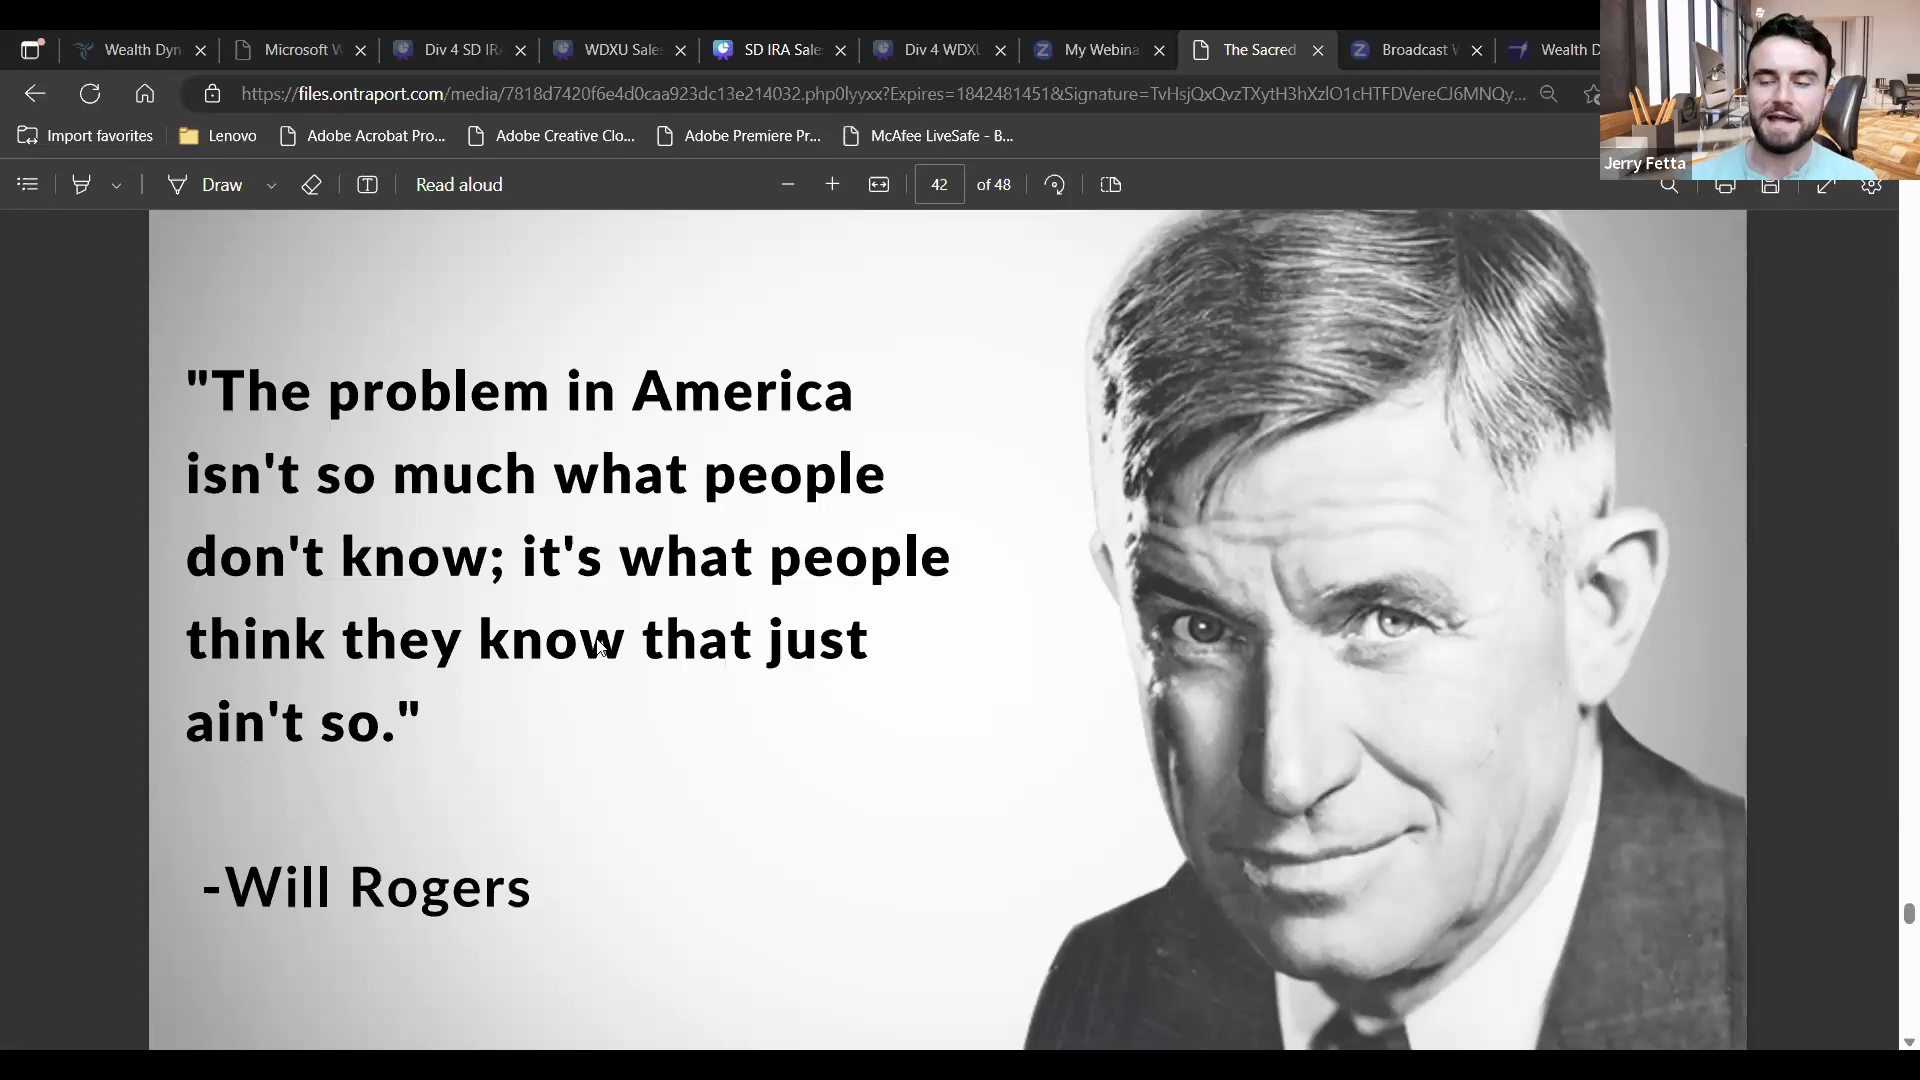 Wealth Dyn
Microsoft W
Div 4 SD IRA
WDXU Sales
SD IRA Sale
Div 4 WDXU
My Webina
The Sacred
Broadcast W
Wealth D
https://files.ontraport.com/media/7818d7420f6e4d0caa923dc13e214032.php0lyyxx?Expires=1842481451&Signature=TvHsjQxQvzTXytH3hXzlO1cHTFDVereCJ6MNQy...
Import favorites
Lenovo
Adobe Acrobat Pro...
Adobe Creative Clo...
Adobe Premiere Pr...
McAfee LiveSafe - B...
Jerry Fetta
Draw
Read aloud
42
of 48
"The problem in America
isn't so much what people
don't know; it's what people
think they know that just
ain't so."
-Will Rogers